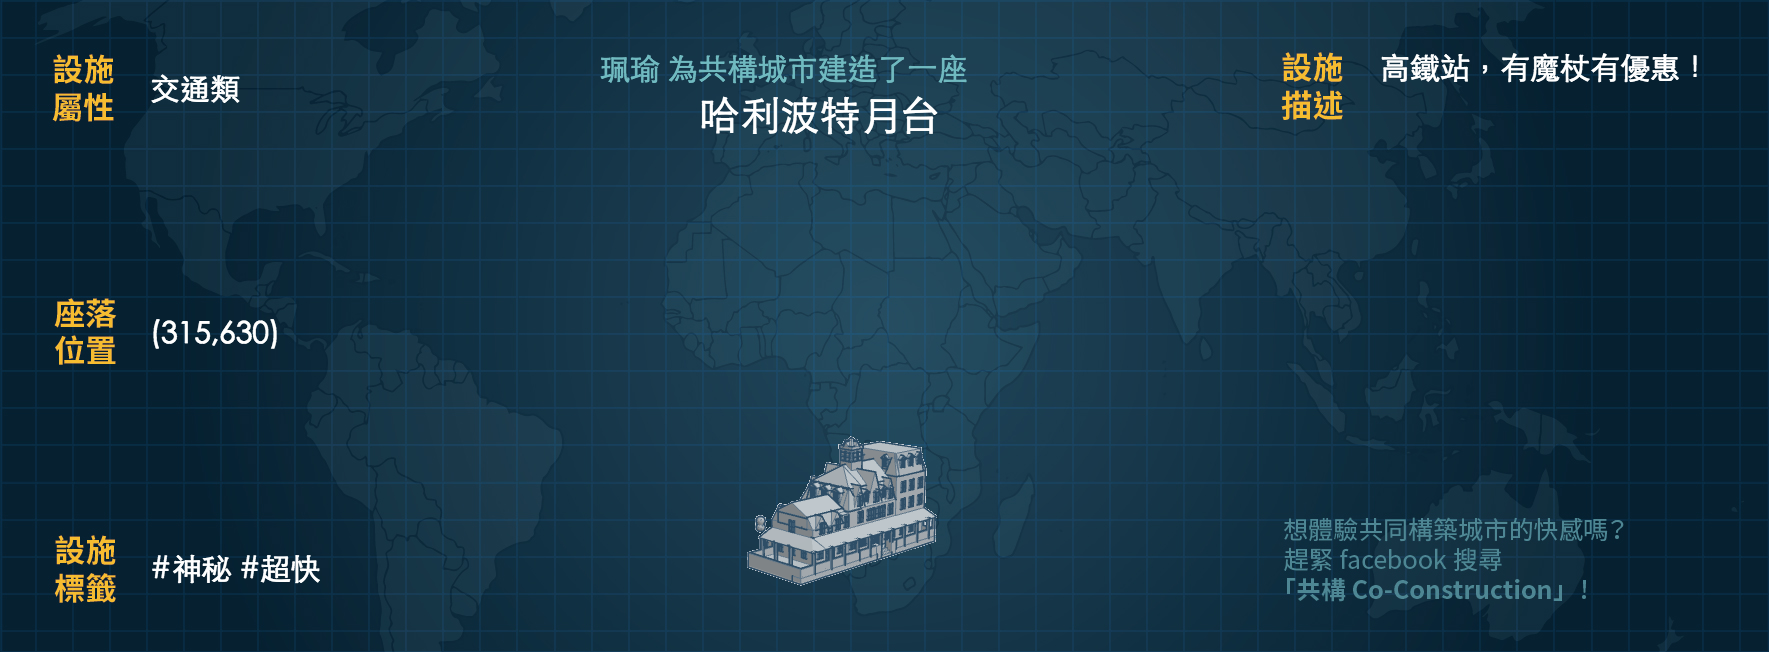 設施
屬性
交通類
珮瑜 為共構城市建造了一座
哈利波特月台
設施
描述
高鐵站，有魔杖有優惠！
座落
位置
(315,630)
設施
標籤
#神秘 #超快
想體驗共同構築城市的快感嗎？
趕緊 facebook 搜尋
「共構 Co-Construction」！